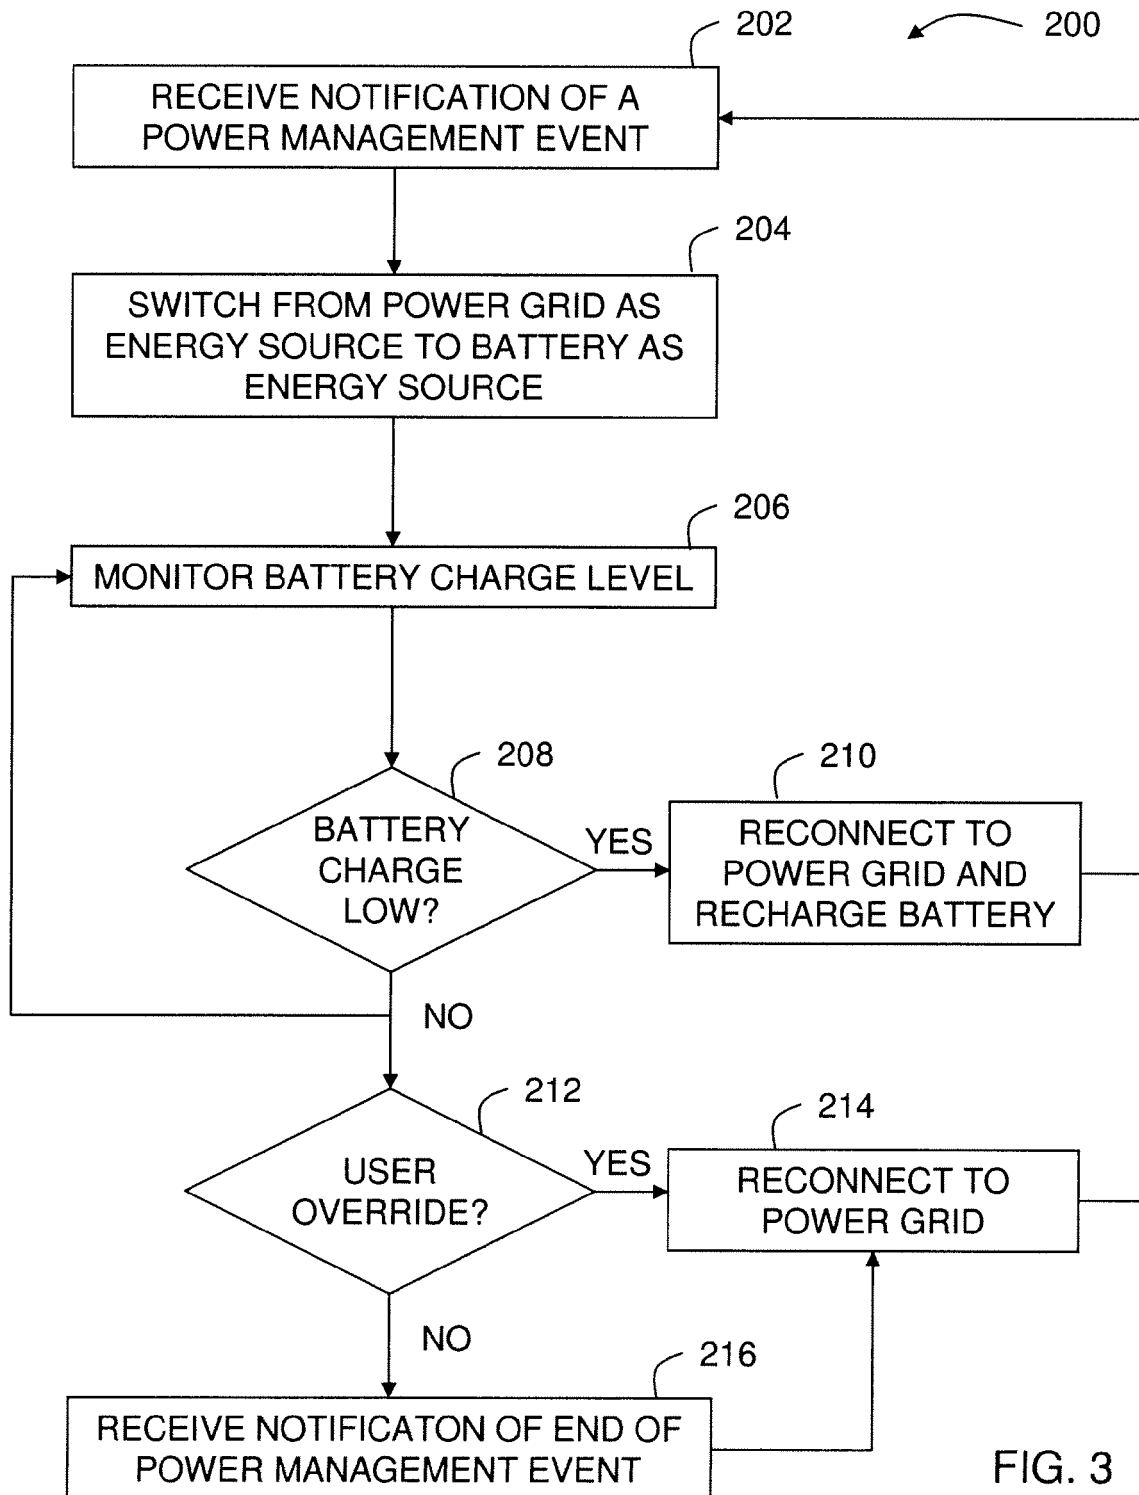 202
200
RECEIVE NOTIFICATION OF A
POWER MANAGEMENT EVENT
204
SWITCH FROM POWER GRID AS
ENERGY SOURCE TO BATTERY AS
ENERGY SOURCE
206
MONITOR BATTERY CHARGE LEVEL
208
BATTERY
CHARGE
LOW?
YES
210
RECONNECT TO
POWER GRID AND
RECHARGE BATTERY
NO
212
USER
OVERRIDE?
YES
214
RECONNECT TO
POWER GRID
NO
216
RECEIVE NOTIFICATON OF END OF
POWER MANAGEMENT EVENT
FIG. 3